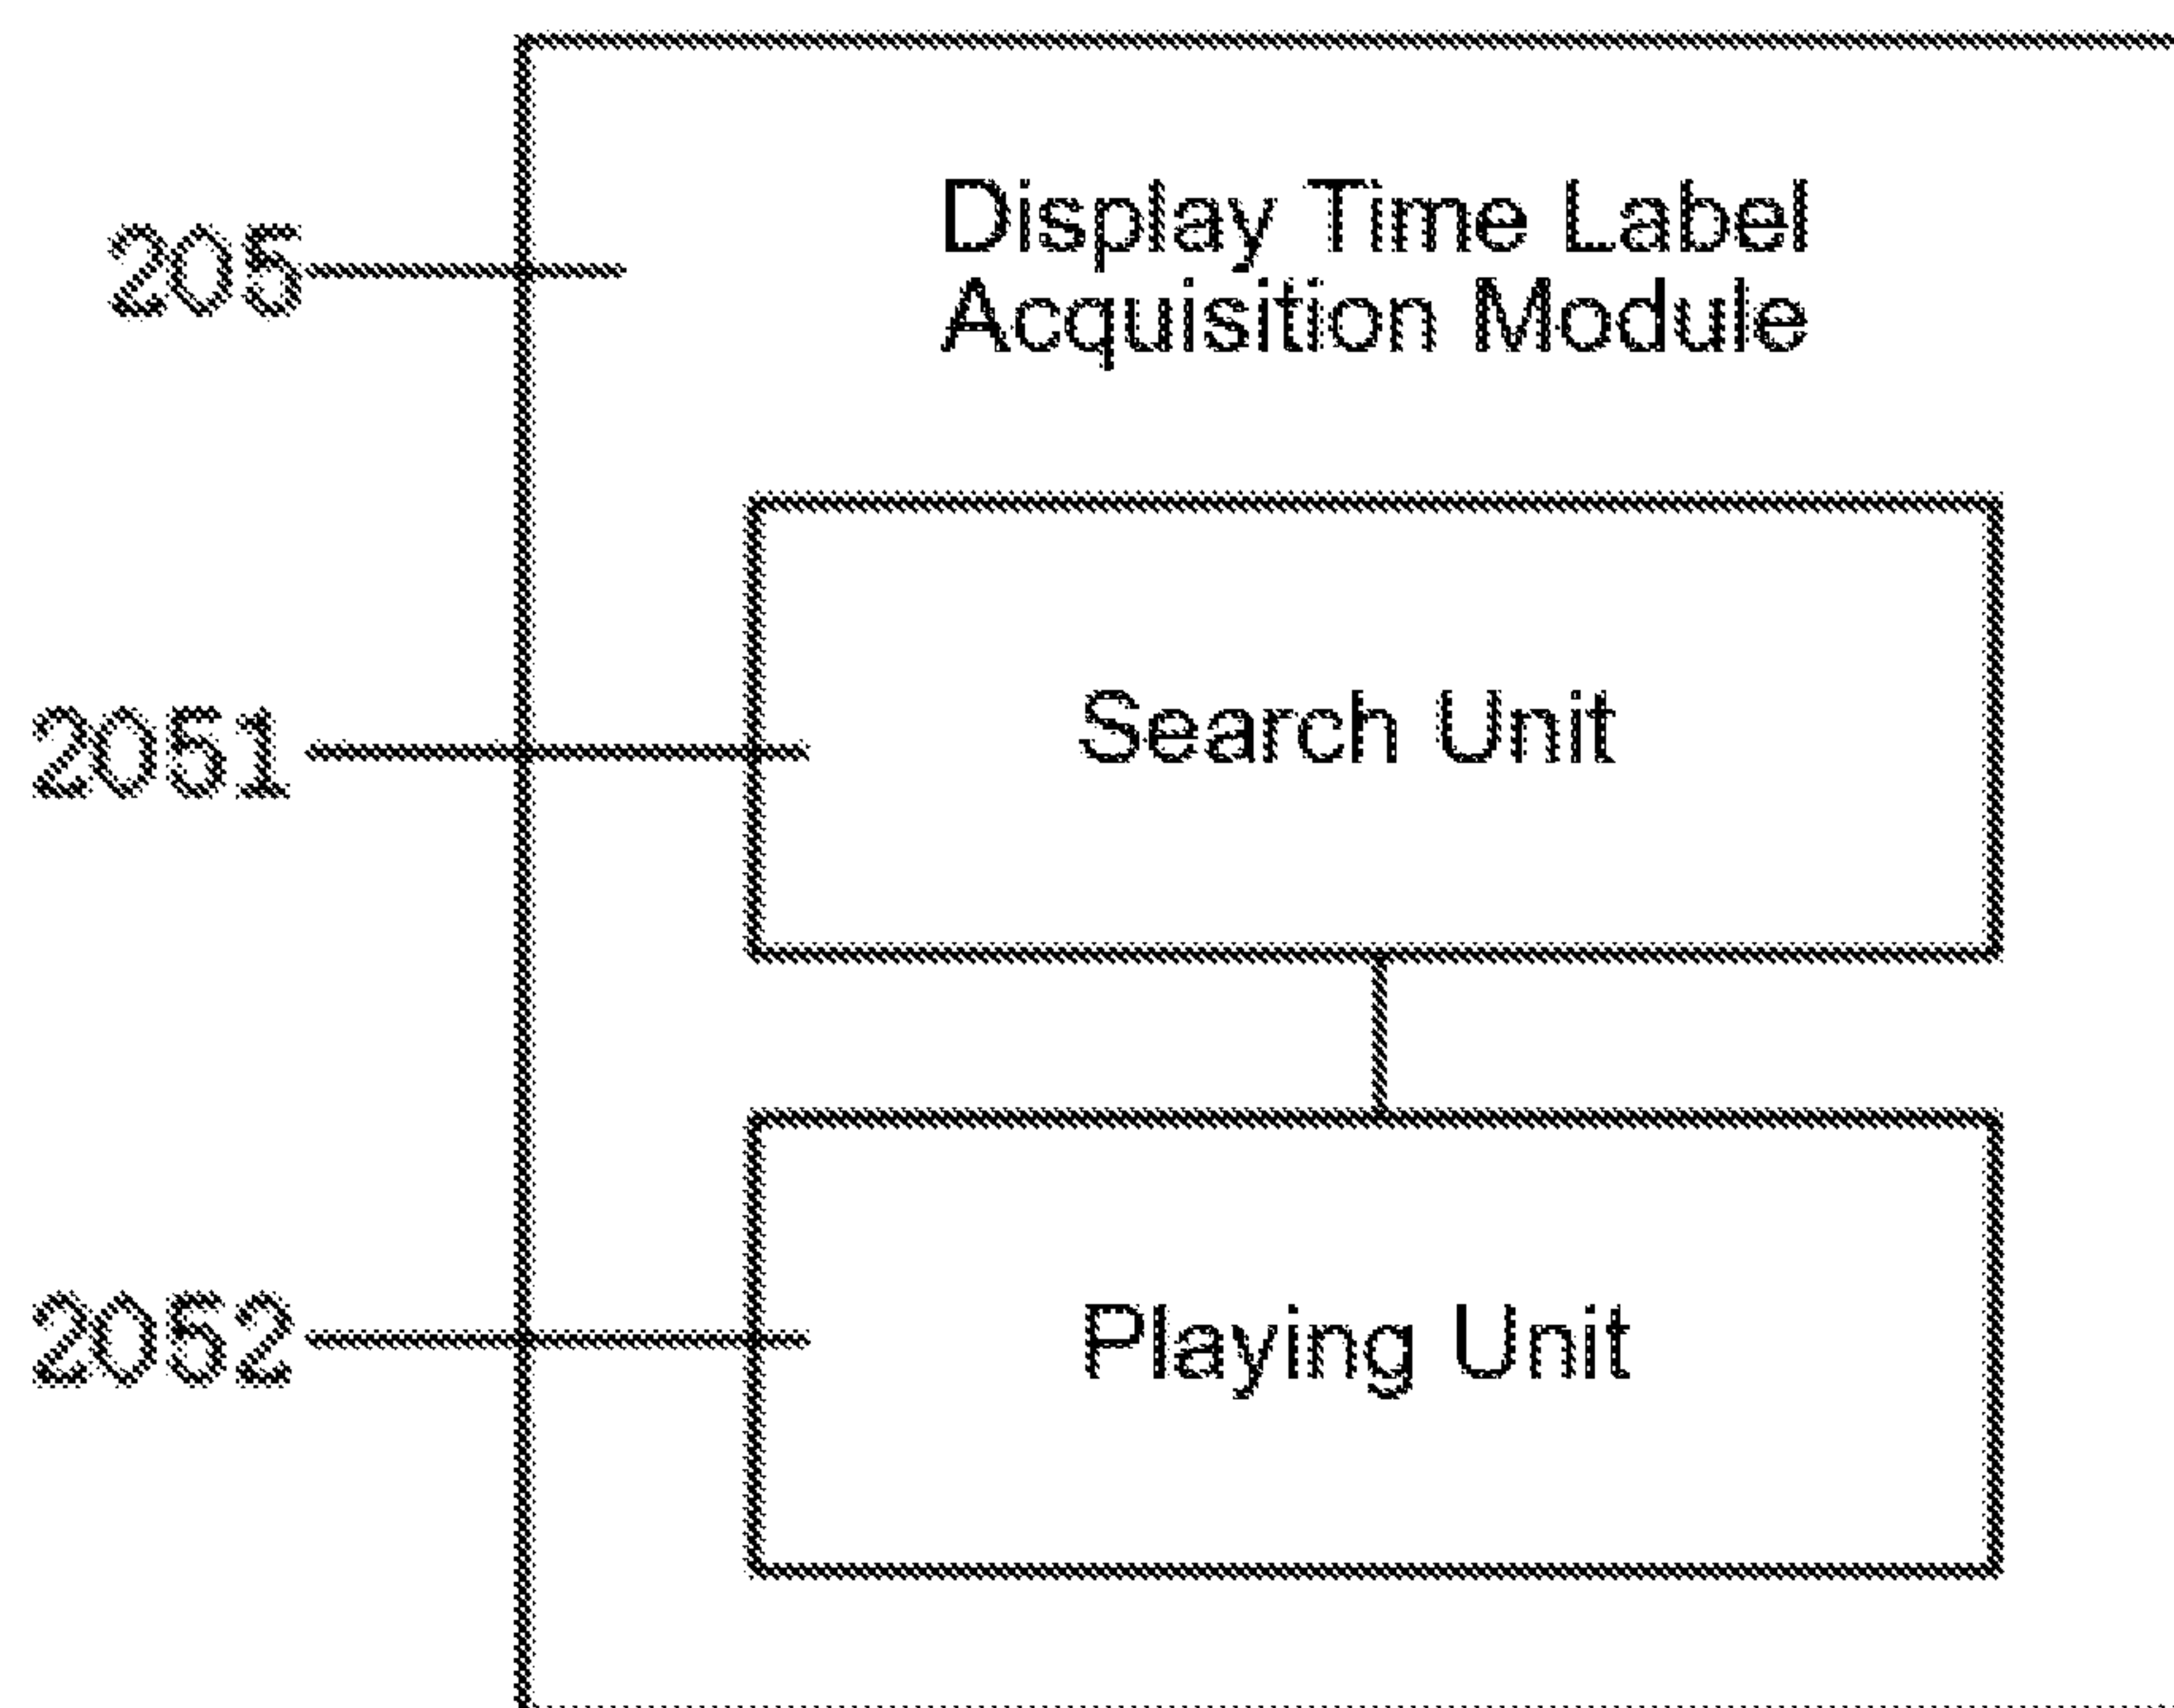 205
Display Time Label
Acquisition Module
2051
Search Unit
2052
Playing Unit